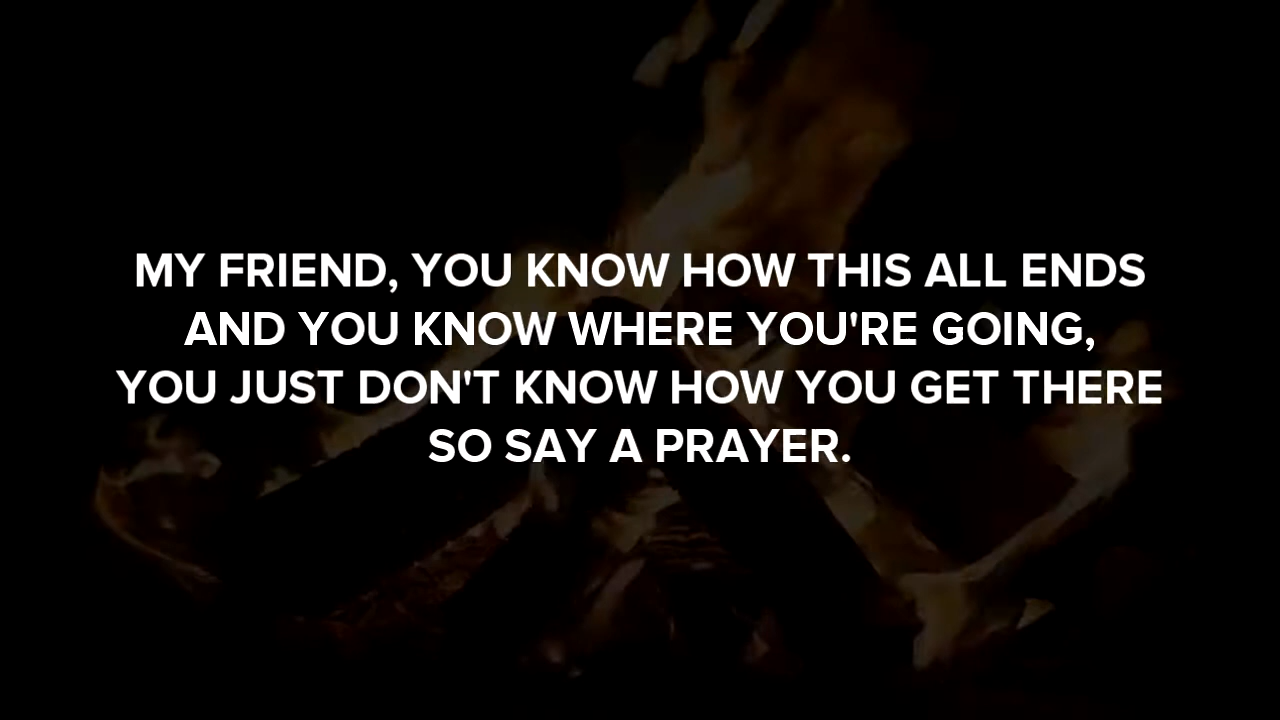 MY FRIEND, YOU KNOW HOW THIS ALL ENDS
AND YOU KNOW WHERE YOU'RE GOING,
YOU JUST DON'T KNOW HOW YOU GET THERE
SO SAY A PRAYER.